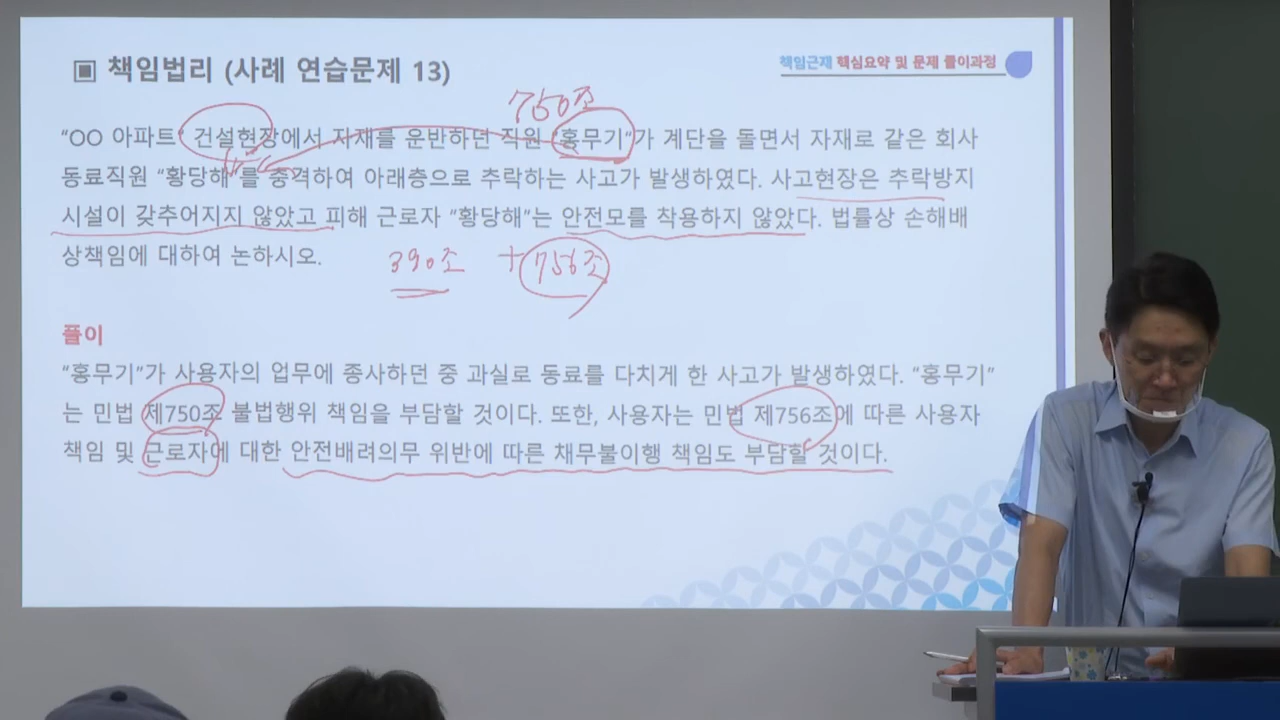 ▣ 책임법리 (사례 연습문제 13)
책임근재 핵심요약 및 문제 풀이과정
750조
“OO 아파트” 건설현장에서 자재를 운반하던 직원 “홍무기”가 계단을 돌면서 자재로 같은 회사
동료직원 “황당해”를 충격하여 아래층으로 추락하는 사고가 발생하였다. 사고현장은 추락방지
시설이 갖추어지지 않았고 피해 근로자 “황당해”는 안전모를 착용하지 않았다. 법률상 손해배
상책임에 대하여 논하시오.
390조 + 756조
풀이
“홍무기”가 사용자의 업무에 종사하던 중 과실로 동료를 다치게 한 사고가 발생하였다. “홍무기”
는 민법 제750조 불법행위 책임을 부담할 것이다. 또한, 사용자는 민법 제756조에 따른 사용자
책임 및 근로자에 대한 안전배려의무 위반에 따른 채무불이행 책임도 부담할 것이다.